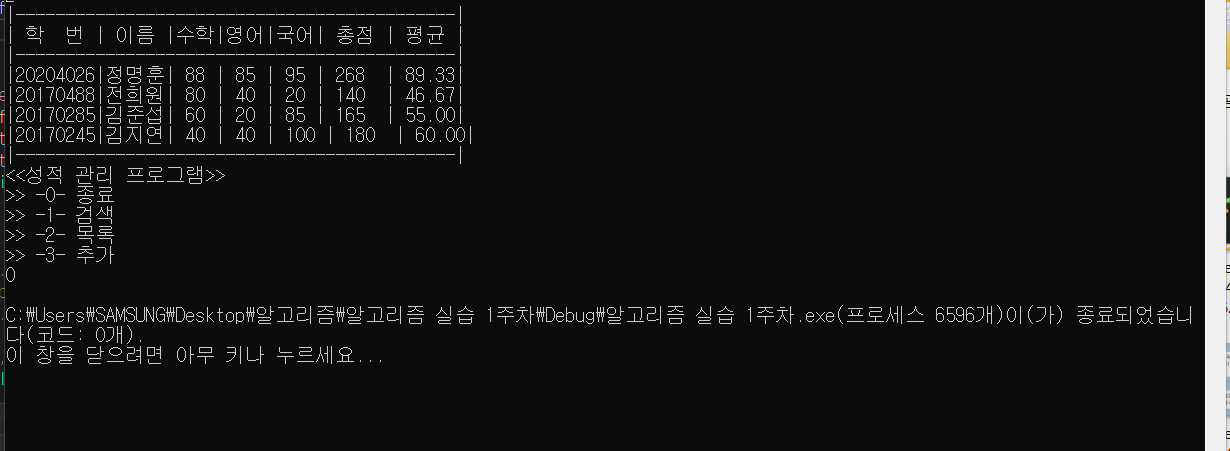 |--------------------------------------------|
| 학  번 | 이름 |수학|영어|국어| 총점 | 평균 |
|--------------------------------------------|
|20204026|정명훈| 88 | 85 | 95 | 268  | 89.33|
|20170488|전희원| 80 | 40 | 20 | 140  | 46.67|
|20170285|김준섭| 60 | 20 | 85 | 165  | 55.00|
|20170245|김지연| 40 | 40 | 100 | 180  | 60.00|
|--------------------------------------------|
<<성적 관리 프로그램>>
>> -0- 종료
>> -1- 검색
>> -2- 목록
>> -3- 추가
0
C:\Users\SAMSUNG\Desktop\알고리즘\알고리즘 실습 1주차\Debug\알고리즘 실습 1주차.exe(프로세스 6596개)이(가) 종료되었습니
다(코드: 0개).
이 창을 닫으려면 아무 키나 누르세요...